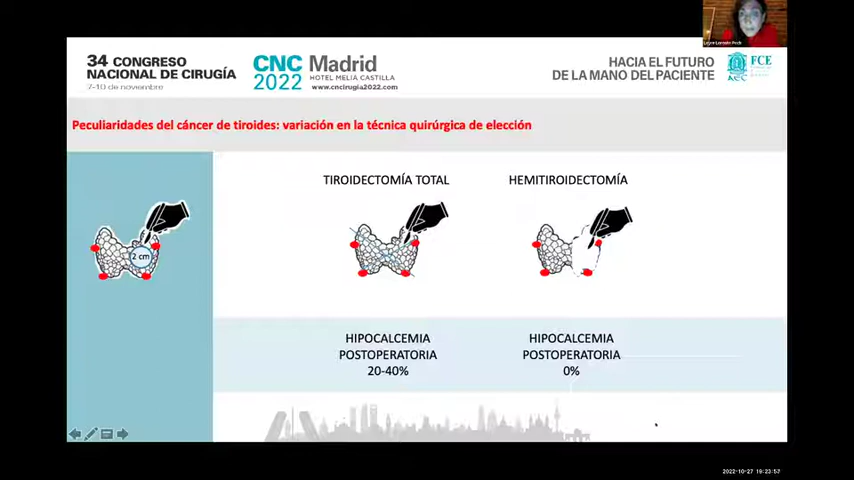 34 CONGRESO
NACIONAL DE CIRUGÍA
7-10 de noviembre
CNC Madrid
2022 HOTEL MELIA CASTILLA
www.cncirugia2022.com
HACIA EL FUTURO
DE LA MANO DEL PACIENTE
AEC
FCE
Peculiaridades del cáncer de tiroides: variación en la técnica quirúrgica de elección
TIROIDECTOMÍA TOTAL
HEMITIROIDECTOMÍA
2 cm
HIPOCALCEMIA
POSTOPERATORIA
20-40%
HIPOCALCEMIA
POSTOPERATORIA
0%
2022-10-27 19:23:57